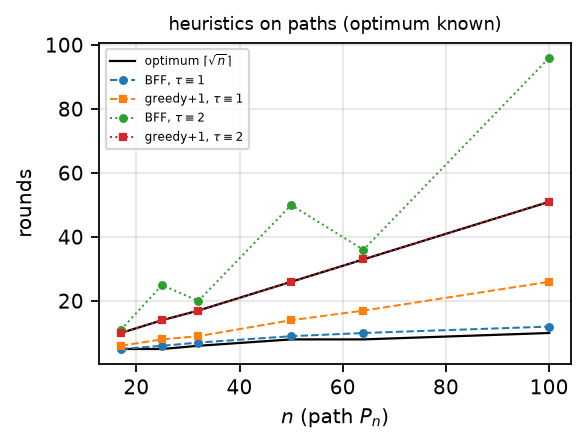 heuristics on paths (optimum known)
optimum ⌈√n⌉
BFF, τ ≡ 1
greedy+1, τ ≡ 1
BFF, τ ≡ 2
greedy+1, τ ≡ 2
100
80
60
40
20
rounds
20 40 60 80 100
n (path Pₙ)